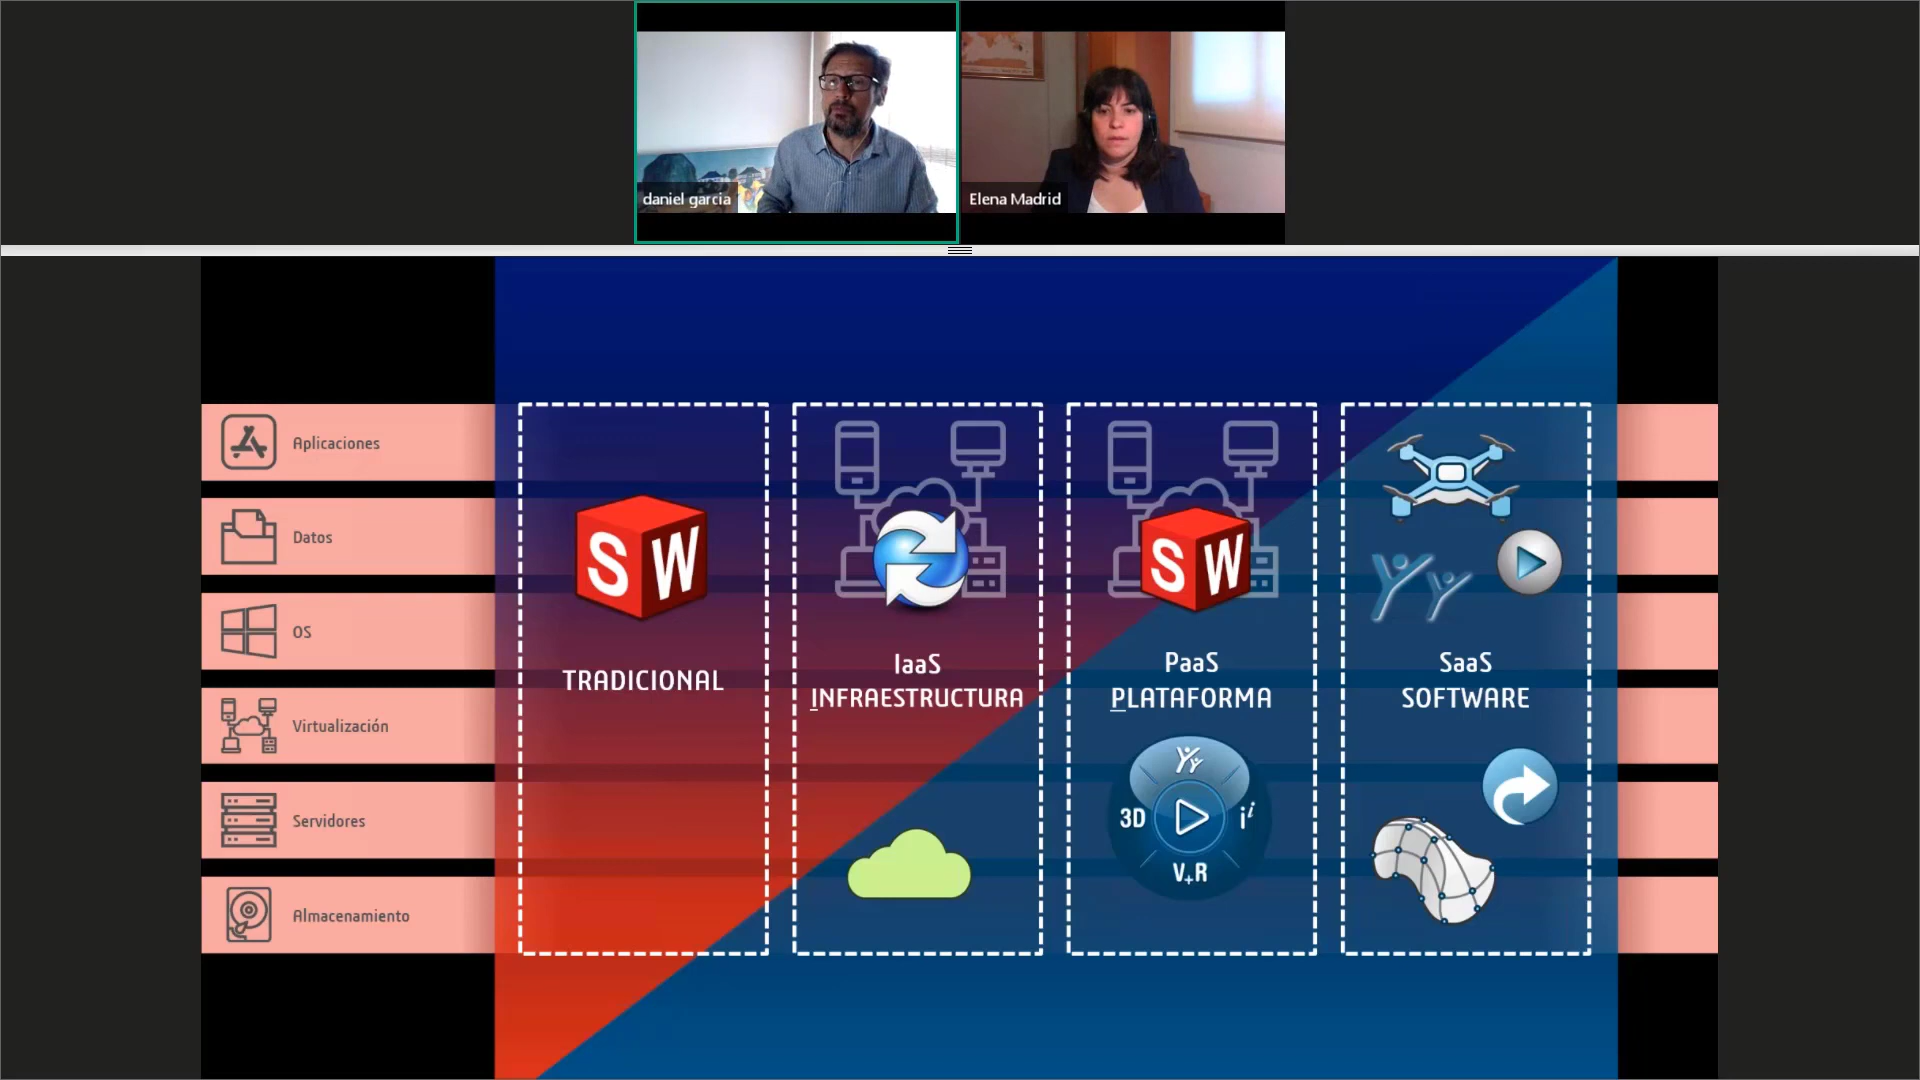 daniel garcia
Elena Madrid
Aplicaciones
Datos
OS
Virtualización
Servidores
Almacenamiento
SW
TRADICIONAL
IaaS
INFRAESTRUCTURA
SW
PaaS
PLATAFORMA
3D
i
V+R
SaaS
SOFTWARE